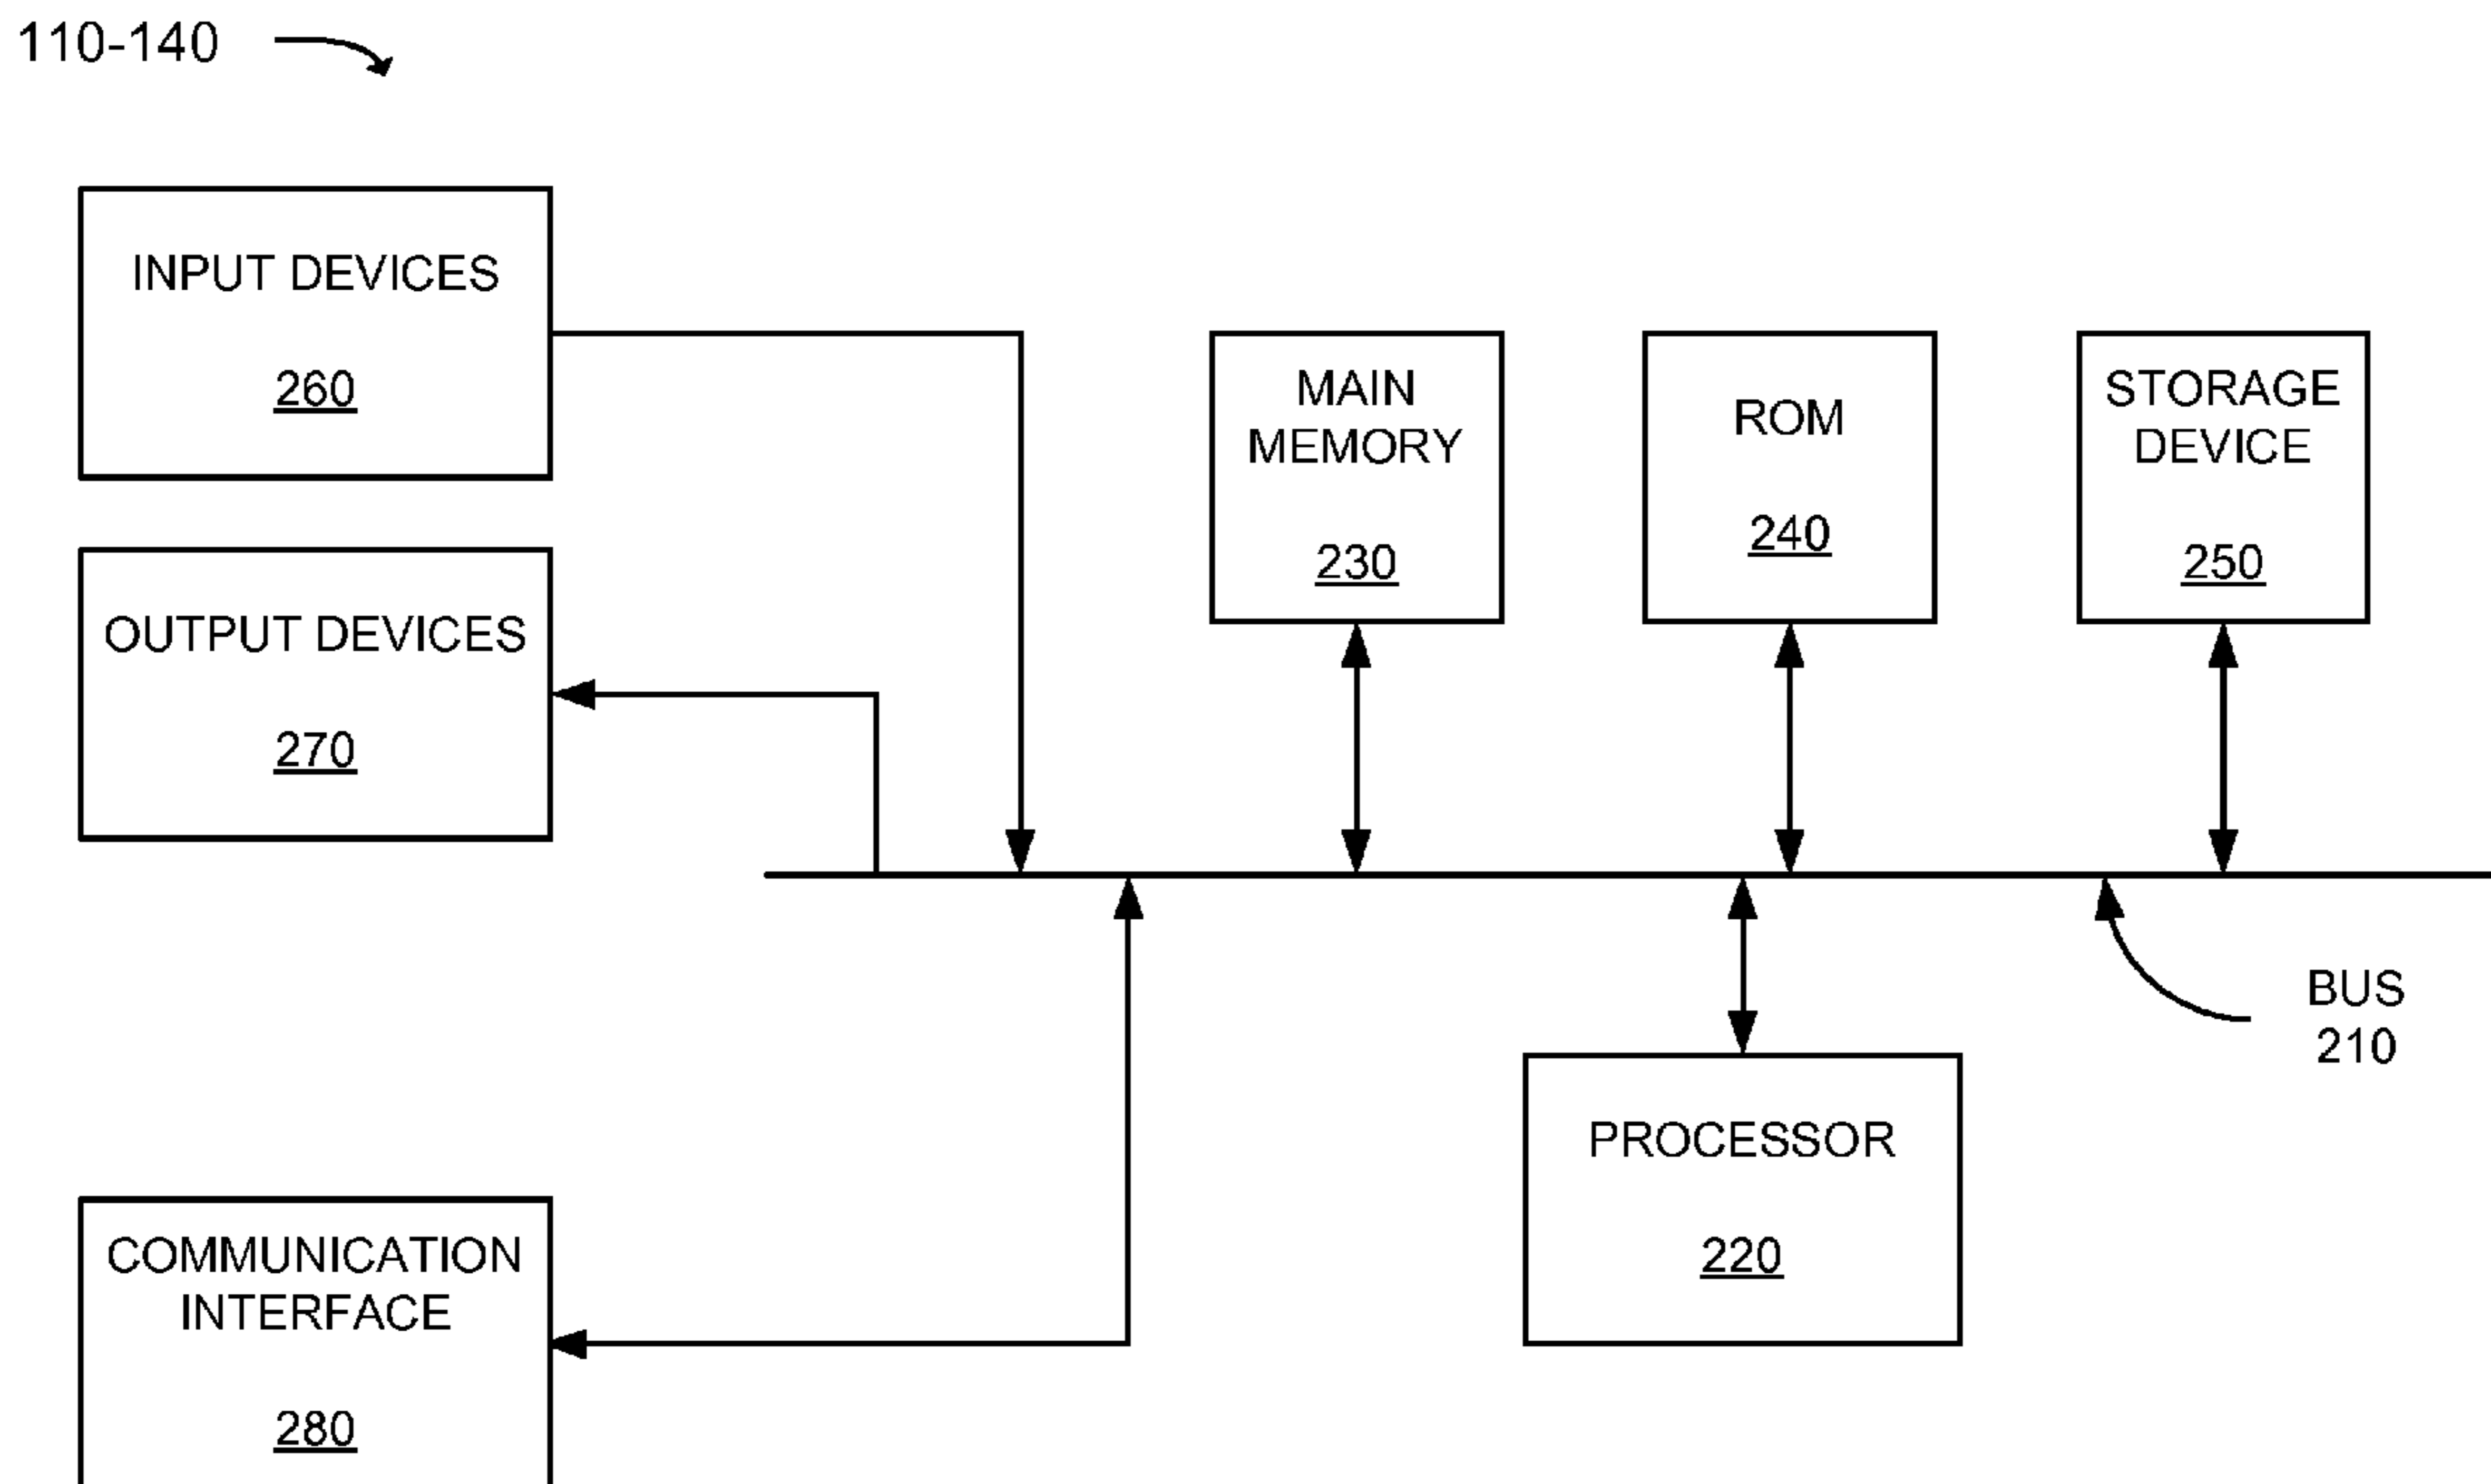 110-140
INPUT DEVICES
260
OUTPUT DEVICES
270
MAIN
MEMORY
230
ROM
240
STORAGE
DEVICE
250
BUS
210
PROCESSOR
220
COMMUNICATION
INTERFACE
280